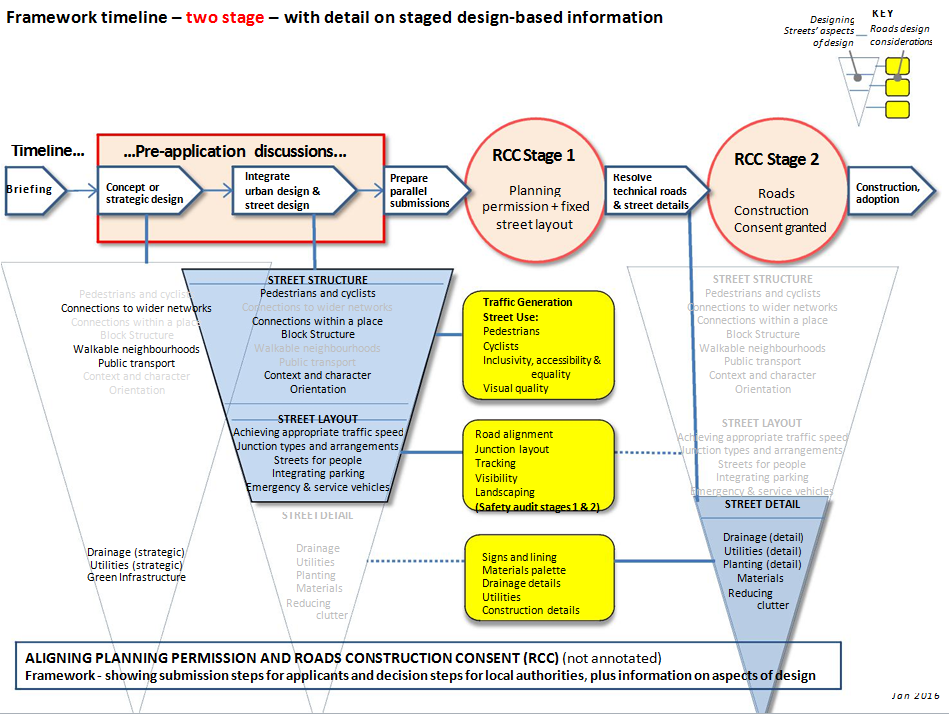 Framework timeline – two stage – with detail on staged design-based information
KEY
Designing
Streets' aspects
of design
Roads design
considerations
Timeline...
...Pre-application discussions...
Briefing
Concept or
strategic design
Integrate
urban design &
street design
Prepare
parallel
submissions
RCC Stage 1
Planning
permission + fixed
street layout
Resolve
technical roads
& street details
RCC Stage 2
Roads
Construction
Consent granted
Construction,
adoption
Pedestrians and cyclists
Connections to wider networks
Connections within a place
Block Structure
Walkable neighbourhoods
Public transport
Context and character
Orientation
Drainage (strategic)
Utilities (strategic)
Green Infrastructure
STREET STRUCTURE
Pedestrians and cyclists
Connections to wider networks
Connections within a place
Block Structure
Walkable neighbourhoods
Public transport
Context and character
Orientation
STREET LAYOUT
Achieving appropriate traffic speed
Junction types and arrangements
Streets for people
Integrating parking
Emergency & service vehicles
STREET DETAIL
Drainage
Utilities
Planting
Materials
Reducing
clutter
Traffic Generation
Street Use:
Pedestrians
Cyclists
Inclusivity, accessibility &
equality
Visual quality
Road alignment
Junction layout
Tracking
Visibility
Landscaping
(Safety audit stages 1 & 2)
Signs and lining
Materials palette
Drainage details
Utilities
Construction details
STREET STRUCTURE
Pedestrians and cyclists
Connections to wider networks
Connections within a place
Block Structure
Walkable neighbourhoods
Public transport
Context and character
Orientation
STREET LAYOUT
Achieving appropriate traffic speed
Junction types and arrangements
Streets for people
Integrating parking
Emergency & service vehicles
STREET DETAIL
Drainage (detail)
Utilities (detail)
Planting (detail)
Materials
Reducing
clutter
ALIGNING PLANNING PERMISSION AND ROADS CONSTRUCTION CONSENT (RCC) (not annotated)
Framework - showing submission steps for applicants and decision steps for local authorities, plus information on aspects of design
Jan 2016